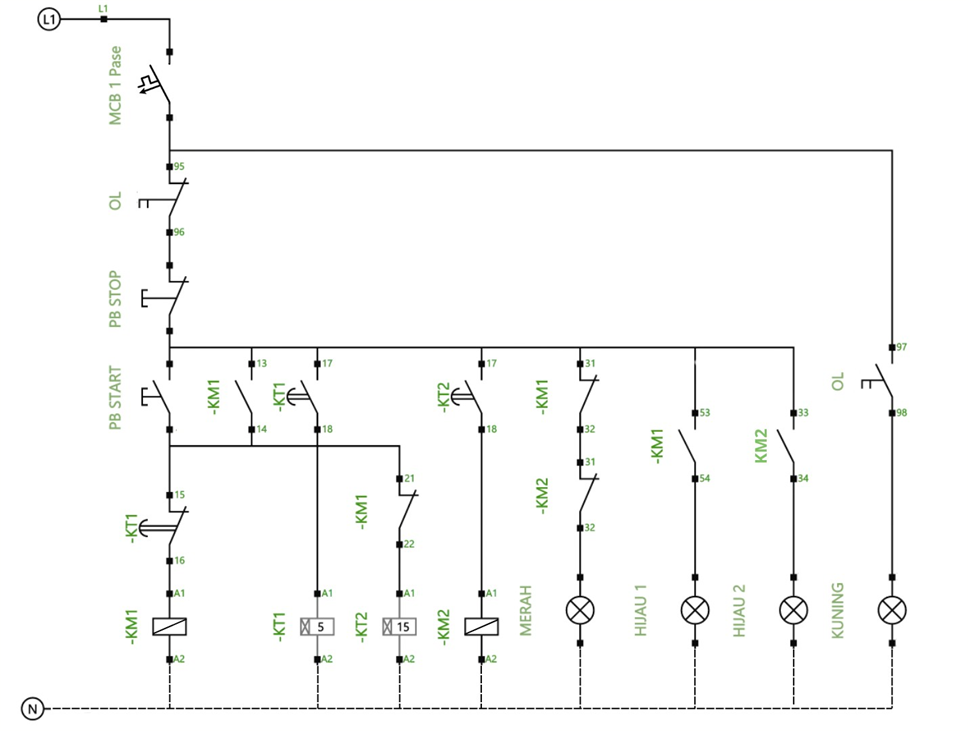 L1
L1
MCB 1 Pase
95
OL
96
PB STOP
97
OL
98
PB START
13
-KM1
14
17
-KT1
18
17
-KT2
18
31
-KM1
32
31
-KM2
32
53
-KM1
54
33
KM2
34
21
-KM1
22
15
-KT1
16
A1
-KM1
A2
A1
-KT1
5
A2
A1
-KT2
15
A2
A1
-KM2
A2
MERAH
HIJAU 1
HIJAU 2
KUNING
N